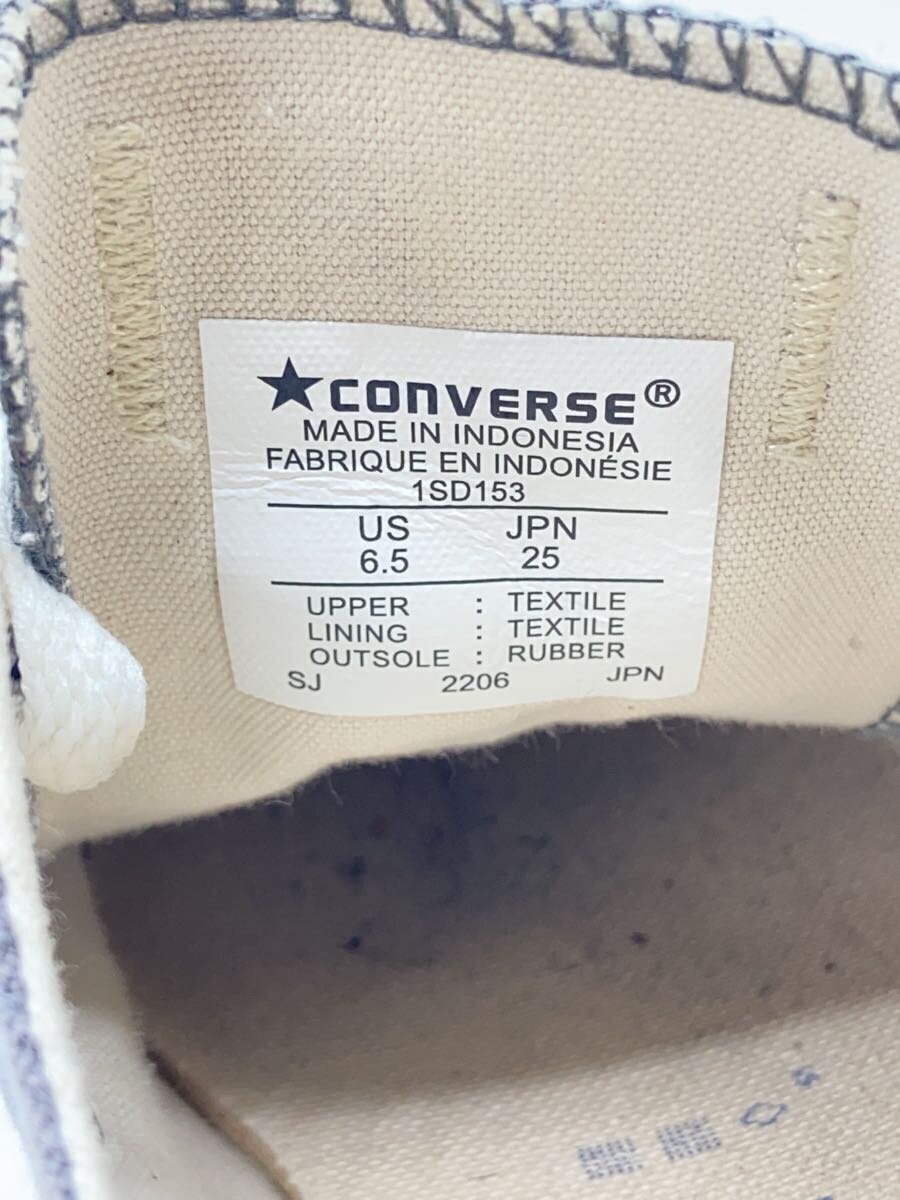 ★CONVERSE®
MADE IN INDONESIA
FABRIQUE EN INDONÉSIE
1SD153
US JPN
6.5 25
UPPER : TEXTILE
LINING : TEXTILE
OUTSOLE : RUBBER
SJ 2206 JPN